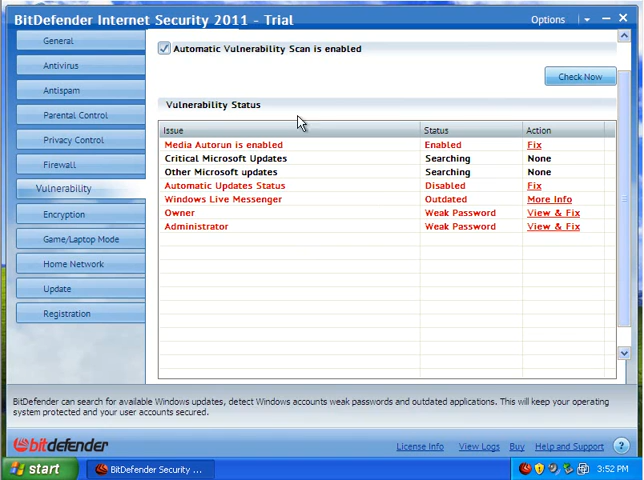 BitDefender Internet Security 2011 - Trial
Options
General
Antivirus
Antispam
Parental Control
Privacy Control
Firewall
Vulnerability
Encryption
Game/Laptop Mode
Home Network
Update
Registration
Automatic Vulnerability Scan is enabled
Check Now
Vulnerability Status
Issue Status Action
Media Autorun is enabled Enabled Fix
Critical Microsoft Updates Searching None
Other Microsoft updates Searching None
Automatic Updates Status Disabled Fix
Windows Live Messenger Outdated More Info
Owner Weak Password View & Fix
Administrator Weak Password View & Fix
BitDefender can search for available Windows updates, detect Windows accounts weak passwords and outdated applications. This will keep your operating
system protected and your user accounts secured.
bitdefender
License Info View Logs Buy Help and Support ?
start BitDefender Security ... 3:52 PM